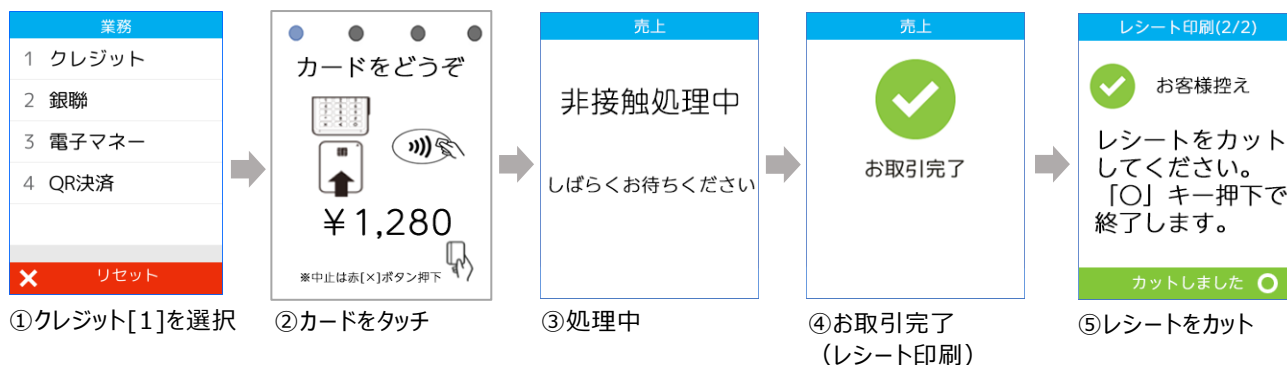 業務
1 クレジット
2 銀聯
3 電子マネー
4 QR決済
× リセット
①クレジット[1]を選択
カードをどうぞ
¥1,280
※中止は赤[×]ボタン押下
②カードをタッチ
売上
非接触処理中
しばらくお待ちください
③処理中
売上
お取引完了
④お取引完了
（レシート印刷）
レシート印刷(2/2)
お客様控え
レシートをカット
してください。
「〇」キー押下で
終了します。
カットしました 〇
⑤レシートをカット